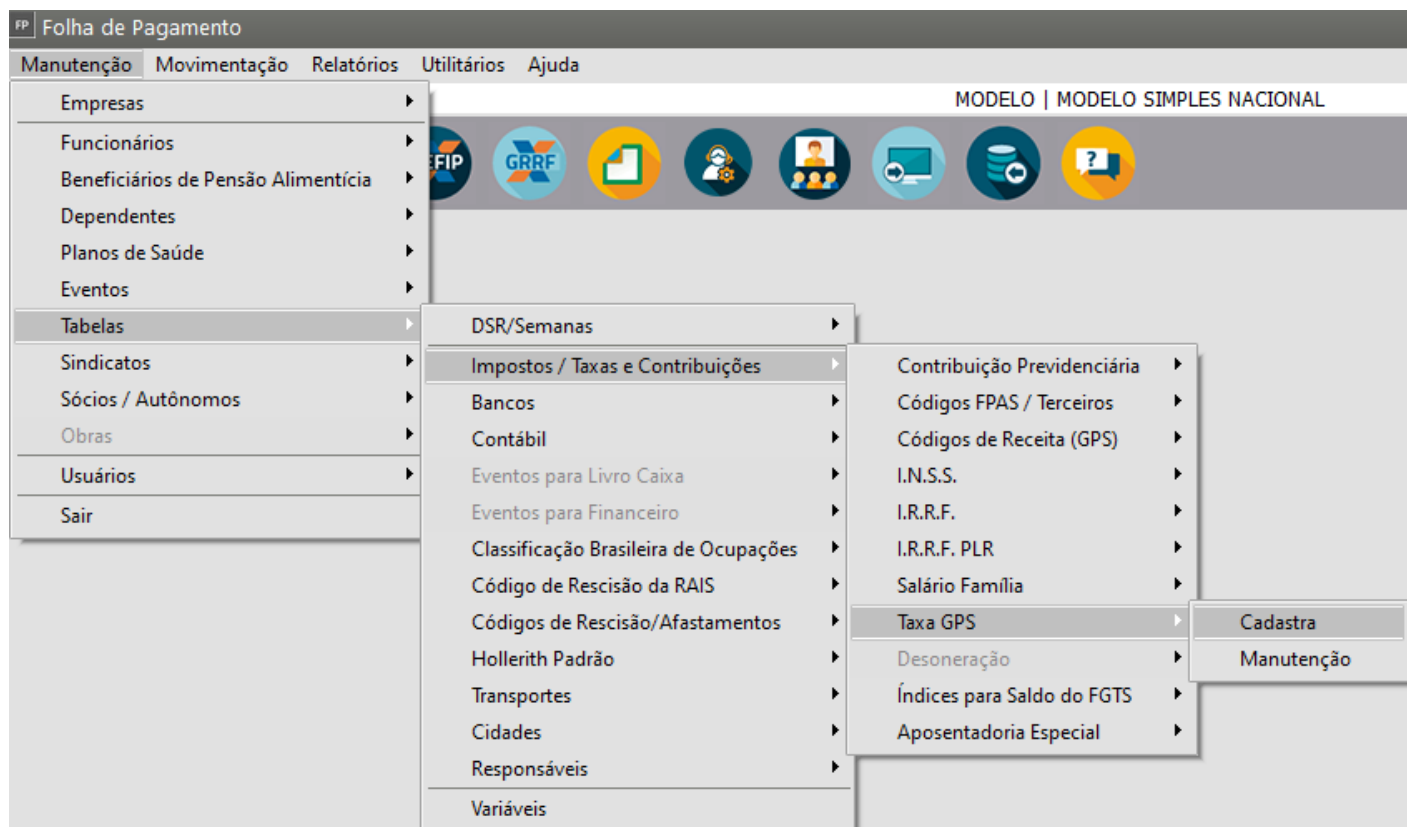 FP Folha de Pagamento
Manutenção Movimentação Relatórios Utilitários Ajuda
MODELO | MODELO SIMPLES NACIONAL
GRRF
Empresas
Funcionários
Beneficiários de Pensão Alimentícia
Dependentes
Planos de Saúde
Eventos
Tabelas
Sindicatos
Sócios / Autônomos
Obras
Usuários
Sair
DSR/Semanas
Impostos / Taxas e Contribuições
Bancos
Contábil
Eventos para Livro Caixa
Eventos para Financeiro
Classificação Brasileira de Ocupações
Código de Rescisão da RAIS
Códigos de Rescisão/Afastamentos
Hollerith Padrão
Transportes
Cidades
Responsáveis
Variáveis
Contribuição Previdenciária
Códigos FPAS / Terceiros
Códigos de Receita (GPS)
I.N.S.S.
I.R.R.F.
I.R.R.F. PLR
Salário Família
Taxa GPS
Desoneração
Índices para Saldo do FGTS
Aposentadoria Especial
Cadastra
Manutenção